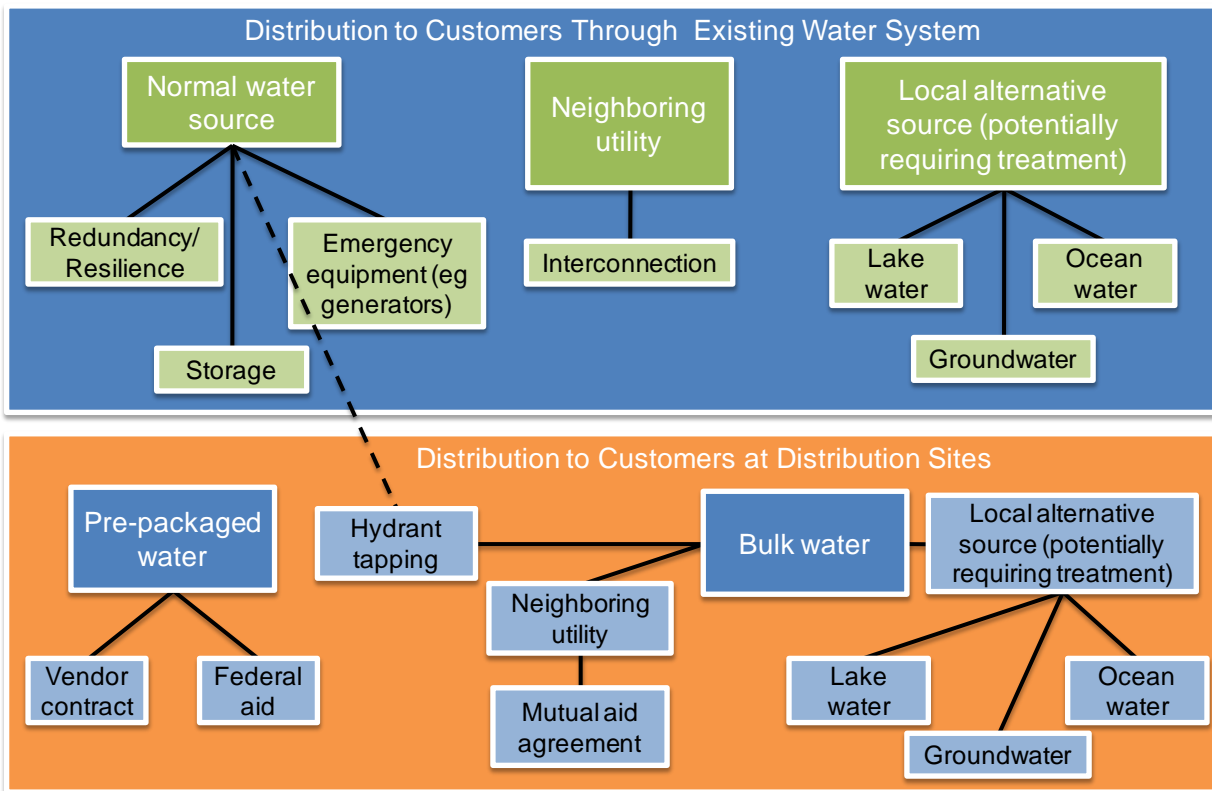 Distribution to Customers Through Existing Water System
Normal water
source
Neighboring
utility
Local alternative
source (potentially
requiring treatment)
Redundancy/
Resilience
Emergency
equipment (eg
generators)
Storage
Interconnection
Lake
water
Ocean
water
Groundwater
Distribution to Customers at Distribution Sites
Pre-packaged
water
Hydrant
tapping
Bulk water
Local alternative
source (potentially
requiring treatment)
Neighboring
utility
Vendor
contract
Federal
aid
Mutual aid
agreement
Lake
water
Ocean
water
Groundwater